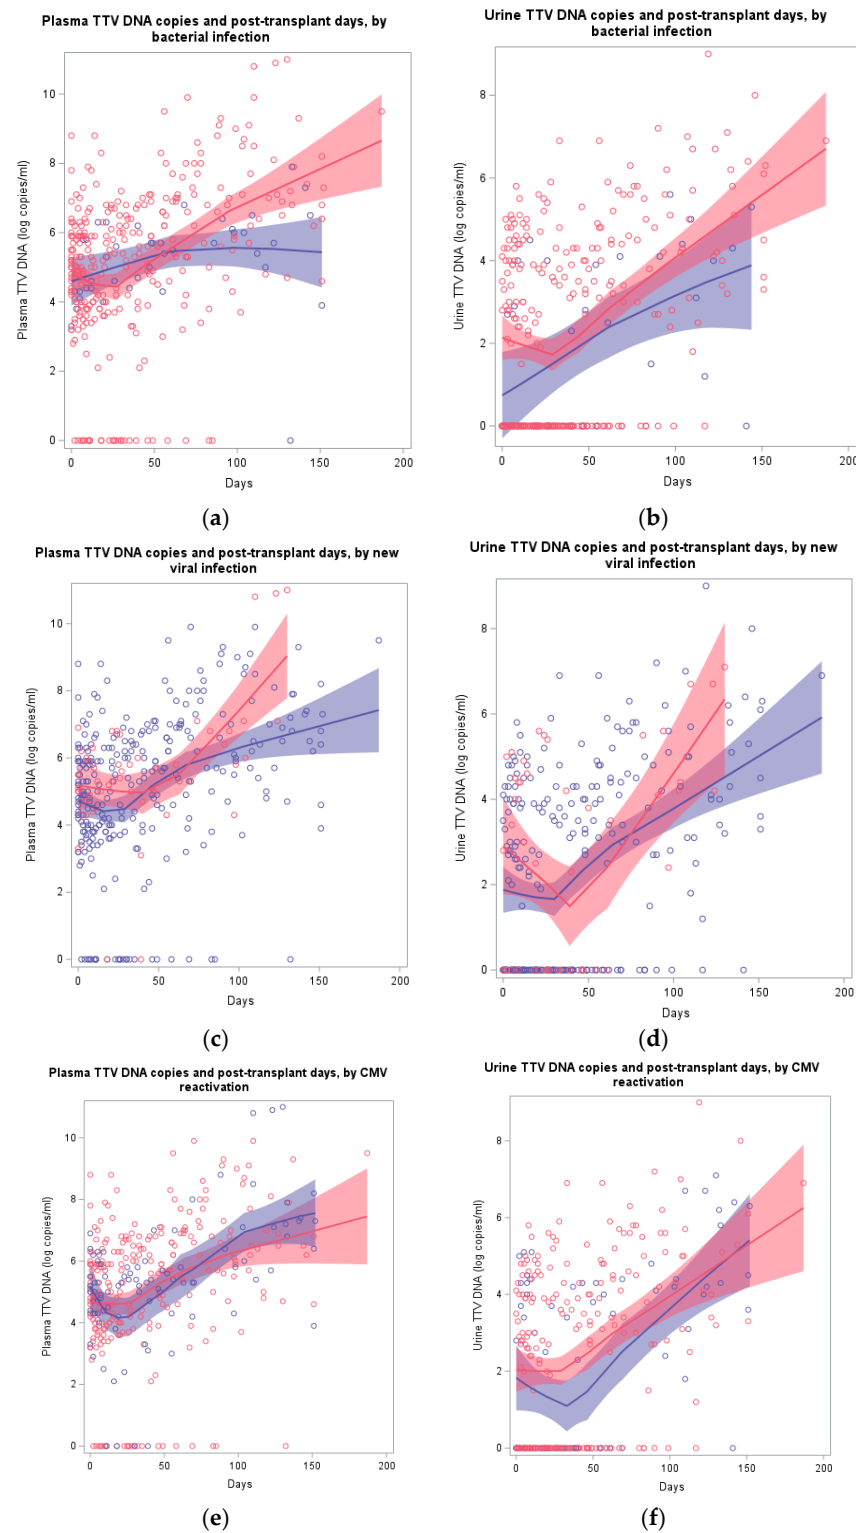 Plasma TTV DNA copies and post-transplant days, by
bacterial infection
Plasma TTV DNA (log copies/ml)
10
8
6
4
2
0
0 50 100 150 200
Days
(a)
Urine TTV DNA copies and post-transplant days, by
bacterial infection
Urine TTV DNA (log copies/ml)
8
6
4
2
0
0 50 100 150 200
Days
(b)
Plasma TTV DNA copies and post-transplant days, by new
viral infection
Plasma TTV DNA (log copies/ml)
10
8
6
4
2
0
0 50 100 150 200
Days
(c)
Urine TTV DNA copies and post-transplant days, by new
viral infection
Urine TTV DNA (log copies/ml)
8
6
4
2
0
0 50 100 150 200
Days
(d)
Plasma TTV DNA copies and post-transplant days, by CMV
reactivation
Plasma TTV DNA (log copies/ml)
10
8
6
4
2
0
0 50 100 150 200
Days
(e)
Urine TTV DNA copies and post-transplant days, by CMV
reactivation
Urine TTV DNA (log copies/ml)
8
6
4
2
0
0 50 100 150 200
Days
(f)